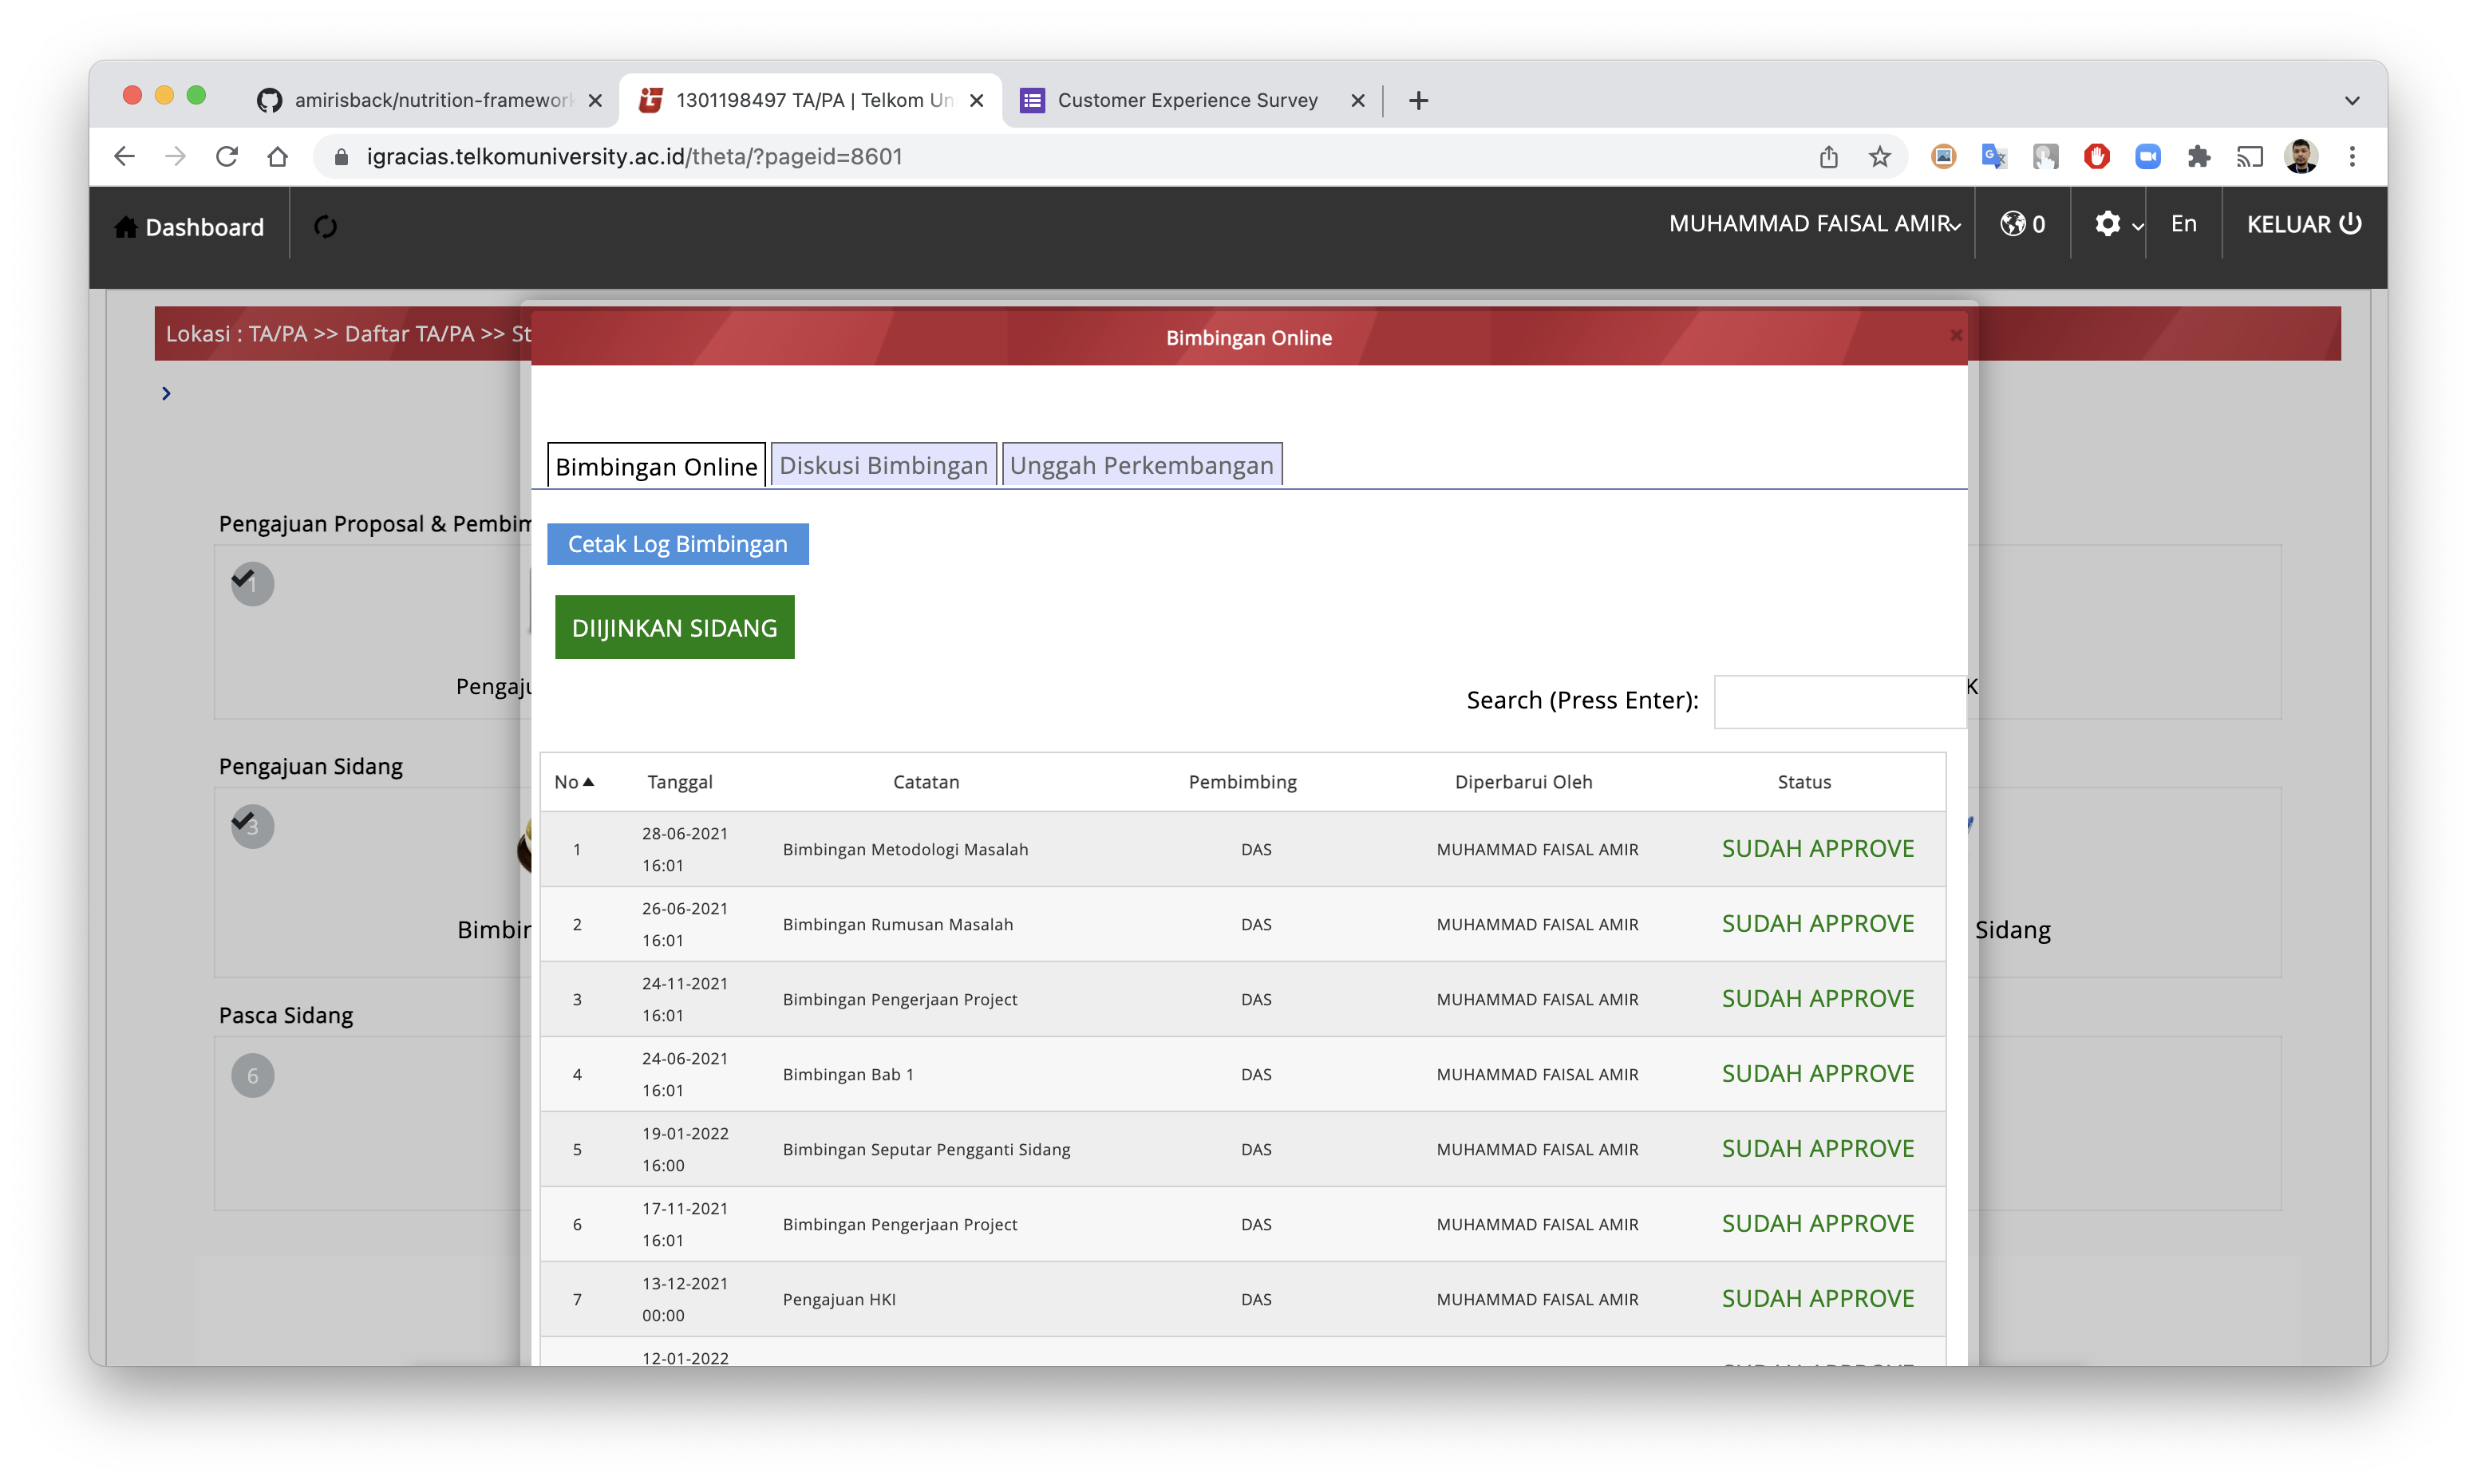 amirisback/nutrition-framework
1301198497 TA/PA | Telkom Un
Customer Experience Survey
igracias.telkomuniversity.ac.id/theta/?pageid=8601
Dashboard
MUHAMMAD FAISAL AMIR
0
En
KELUAR
Lokasi : TA/PA >> Daftar TA/PA >> St
Bimbingan Online
Bimbingan Online
Diskusi Bimbingan
Unggah Perkembangan
Cetak Log Bimbingan
DIIJINKAN SIDANG
Search (Press Enter):
Pengajuan Proposal & Pembim
1
Pengaju
K
Pengajuan Sidang
3
Bimbin
Sidang
Pasca Sidang
6
No Tanggal Catatan Pembimbing Diperbarui Oleh Status
1 28-06-2021 16:01 Bimbingan Metodologi Masalah DAS MUHAMMAD FAISAL AMIR SUDAH APPROVE
2 26-06-2021 16:01 Bimbingan Rumusan Masalah DAS MUHAMMAD FAISAL AMIR SUDAH APPROVE
3 24-11-2021 16:01 Bimbingan Pengerjaan Project DAS MUHAMMAD FAISAL AMIR SUDAH APPROVE
4 24-06-2021 16:01 Bimbingan Bab 1 DAS MUHAMMAD FAISAL AMIR SUDAH APPROVE
5 19-01-2022 16:00 Bimbingan Seputar Pengganti Sidang DAS MUHAMMAD FAISAL AMIR SUDAH APPROVE
6 17-11-2021 16:01 Bimbingan Pengerjaan Project DAS MUHAMMAD FAISAL AMIR SUDAH APPROVE
7 13-12-2021 00:00 Pengajuan HKI DAS MUHAMMAD FAISAL AMIR SUDAH APPROVE
12-01-2022